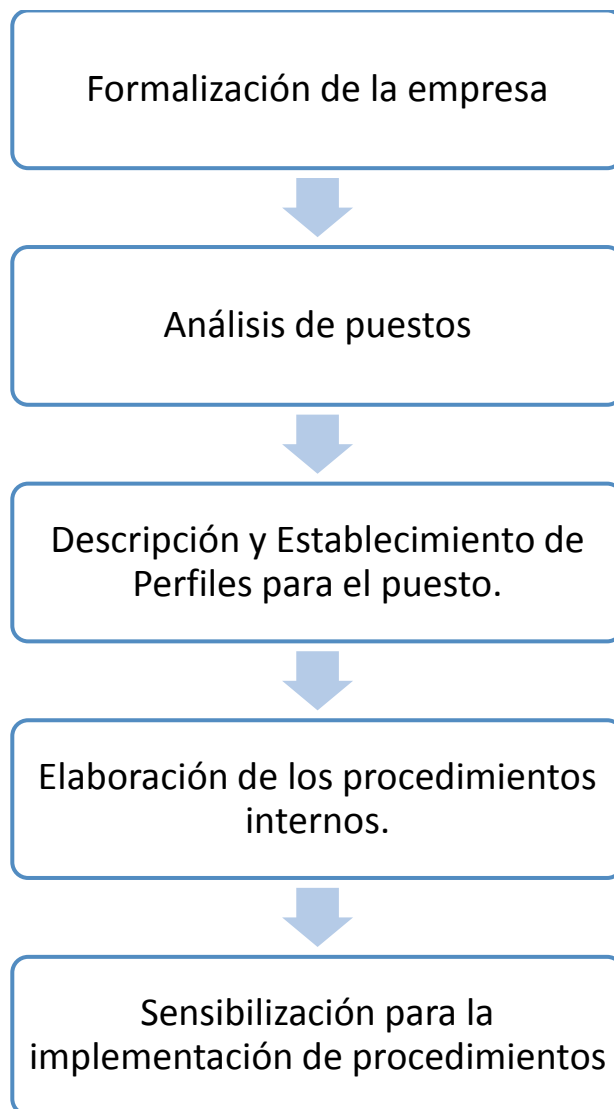 Formalización de la empresa
Análisis de puestos
Descripción y Establecimiento de
Perfiles para el puesto.
Elaboración de los procedimientos
internos.
Sensibilización para la
implementación de procedimientos